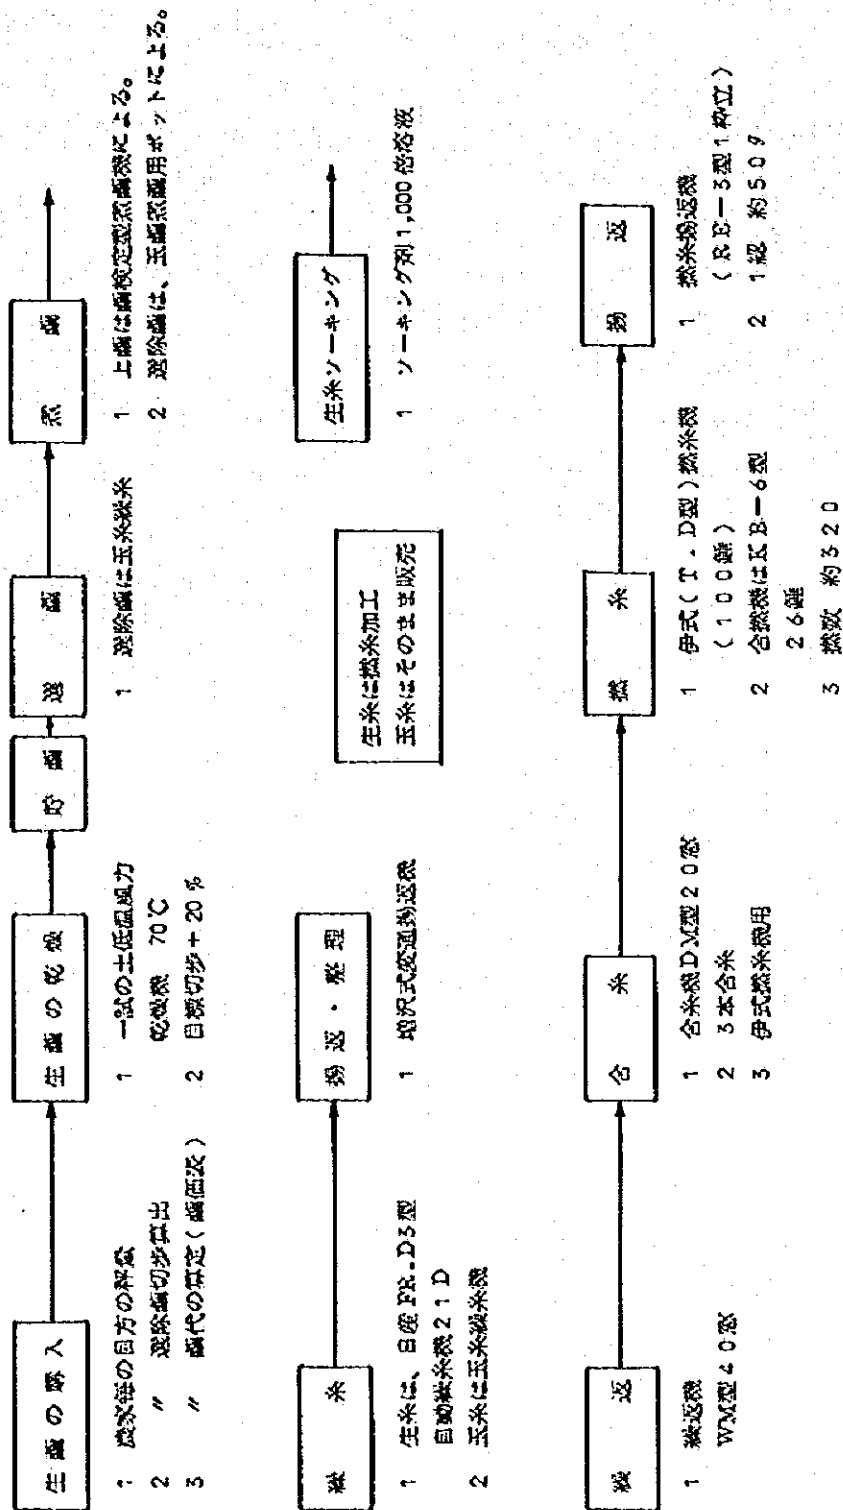 生繭の購入
1 農家毎の目方の秤量
2 〃 選除繭切歩算出
3 〃 繭代の算定（繭価表）
生繭の乾燥
1 一試の土低温風力
乾燥機 70℃
2 目標切歩＋20％
貯繭
選繭
1 選除繭は玉糸繰糸
煮繭
1 上繭は繭検定型煮繭機による。
2 選除繭は、玉繭煮繭用ポットによる。
繰糸
1 生糸は、日産FR．D3型
自動繰糸機21D
2 玉糸は玉糸繰糸機
揚返・整理
1 増沢式変通揚返機
生糸は撚糸加工
玉糸はそのまま販売
生糸ソーキング
1 ソーキング剤1,000倍溶液
繰返
1 繰返機
WM型40窓
合糸
1 合糸機DM型20窓
2 3本合糸
3 伊式撚糸機用
撚糸
1 伊式（T．D型）撚糸機
（100錘）
2 合撚機はKB－6型
26錘
3 撚数 約320
揚返
1 撚糸揚返機
（RE－3型1枠立）
2 1綛 約50g